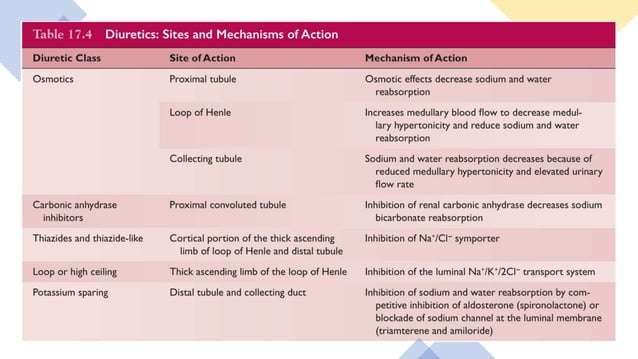 Table 17.4 Diuretics: Sites and Mechanisms of Action
Diuretic Class Site of Action Mechanism of Action
Osmotics Proximal tubule Osmotic effects decrease sodium and water
reabsorption
Loop of Henle Increases medullary blood flow to decrease medul-
lary hypertonicity and reduce sodium and water
reabsorption
Collecting tubule Sodium and water reabsorption decreases because of
reduced medullary hypertonicity and elevated urinary
flow rate
Carbonic anhydrase Proximal convoluted tubule Inhibition of renal carbonic anhydrase decreases sodium
inhibitors bicarbonate reabsorption
Thiazides and thiazide-like Cortical portion of the thick ascending Inhibition of Na⁺/Cl⁻ symporter
limb of loop of Henle and distal tubule
Loop or high ceiling Thick ascending limb of the loop of Henle Inhibition of the luminal Na⁺/K⁺/2Cl⁻ transport system
Potassium sparing Distal tubule and collecting duct Inhibition of sodium and water reabsorption by com-
petitive inhibition of aldosterone (spironolactone) or
blockade of sodium channel at the luminal membrane
(triamterene and amiloride)